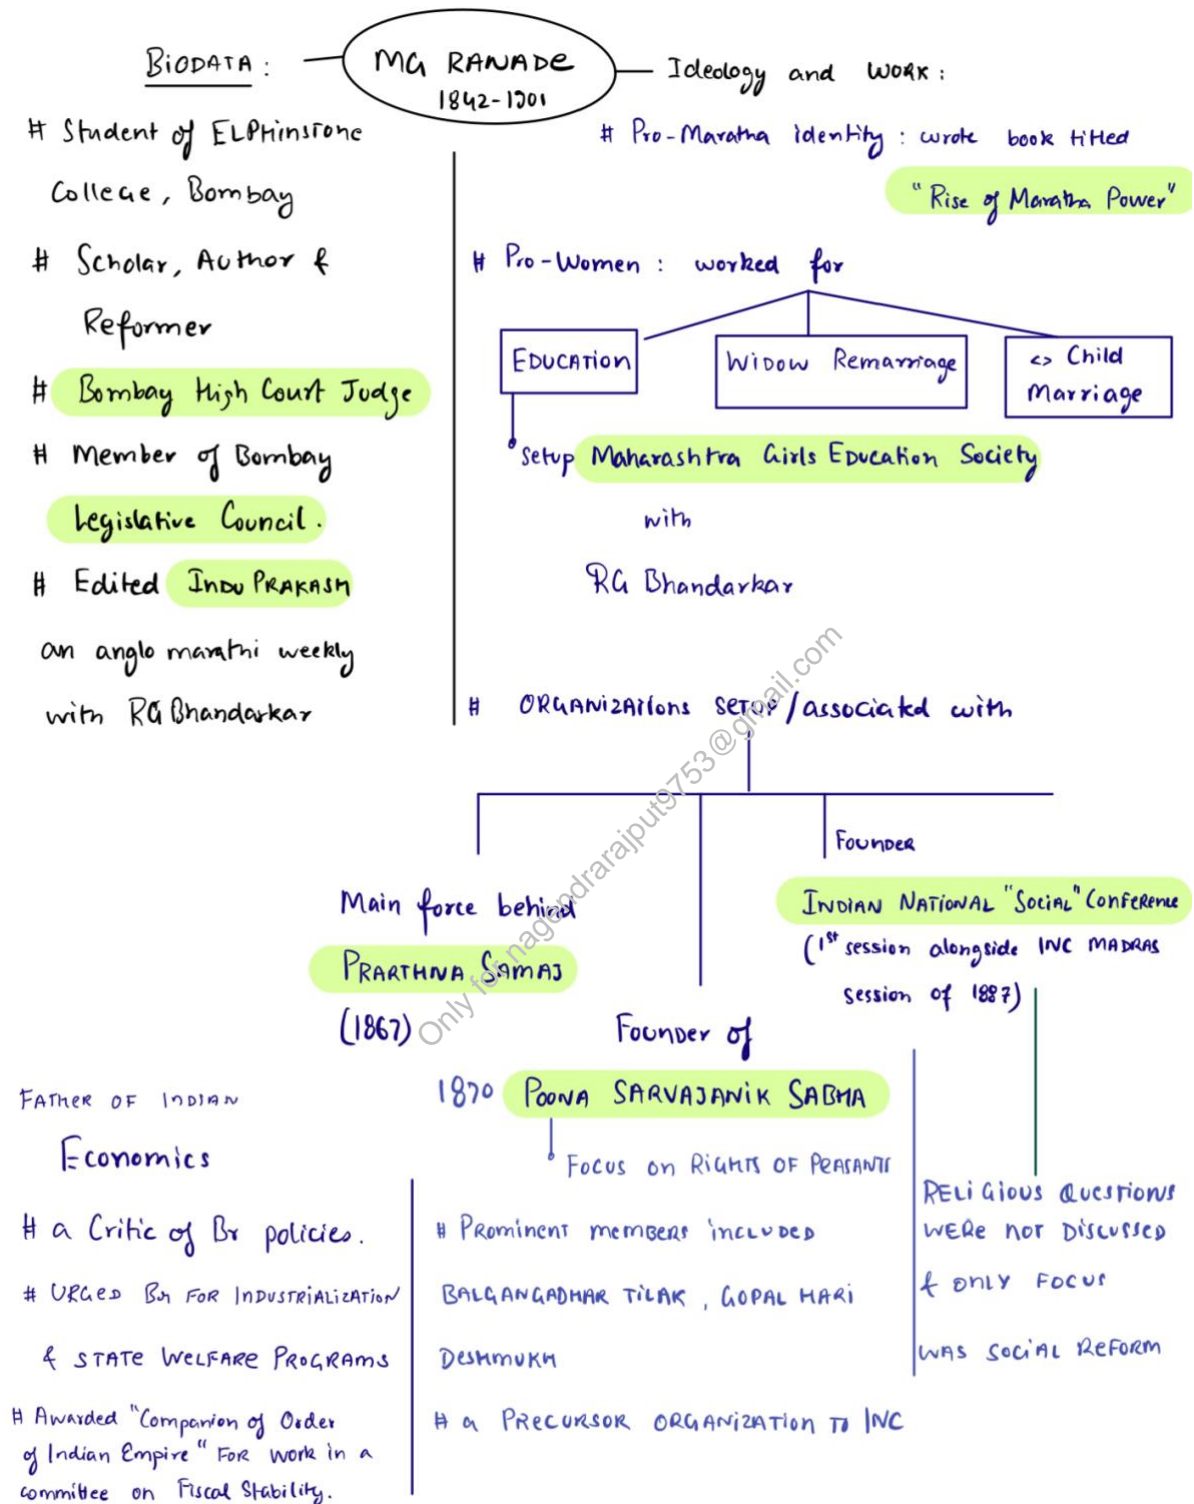 BIODATA :
MG RANADE
1842-1901
Ideology and WORK :
# Student of ELPHINSTONE
College, Bombay
# Scholar, Author &
Reformer
# Bombay High Court Judge
# Member of Bombay
Legislative Council.
# Edited INDU PRAKASH
an anglo marathi weekly
with RG Bhandarkar
# Pro-Maratha identity : wrote book titled
"Rise of Maratha Power"
# Pro-Women : worked for
EDUCATION
WIDOW Remarriage
<> Child
Marriage
Setup Maharashtra Girls EDUCATION Society
with
RG Bhandarkar
# ORGANIZATIONS SETUP/associated with
Main force behind
PRARTHNA SAMAJ
(1867)
Founder of
1870 POONA SARVAJANIK SABHA
FOCUS on RIGHTS OF PEASANTS
# Prominent members included
BALGANGADHAR TILAK, GOPAL HARI
DESHMUKH
# a PRECURSOR ORGANIZATION TO INC
FOUNDER
INDIAN NATIONAL "SOCIAL" CONFERENCE
(1st session alongside INC MADRAS
session of 1887)
RELIGIOUS QUESTIONS
WERE NOT DISCUSSED
& ONLY FOCUS
WAS SOCIAL REFORM
FATHER OF INDIAN
Economics
# a Critic of Br policies.
# URGED Br FOR INDUSTRIALIZATION
& STATE WELFARE PROGRAMS
# Awarded "Companion of Order
of Indian Empire" FOR work in a
committee on Fiscal Stability.
Only for nagendrarajput9753@gmail.com